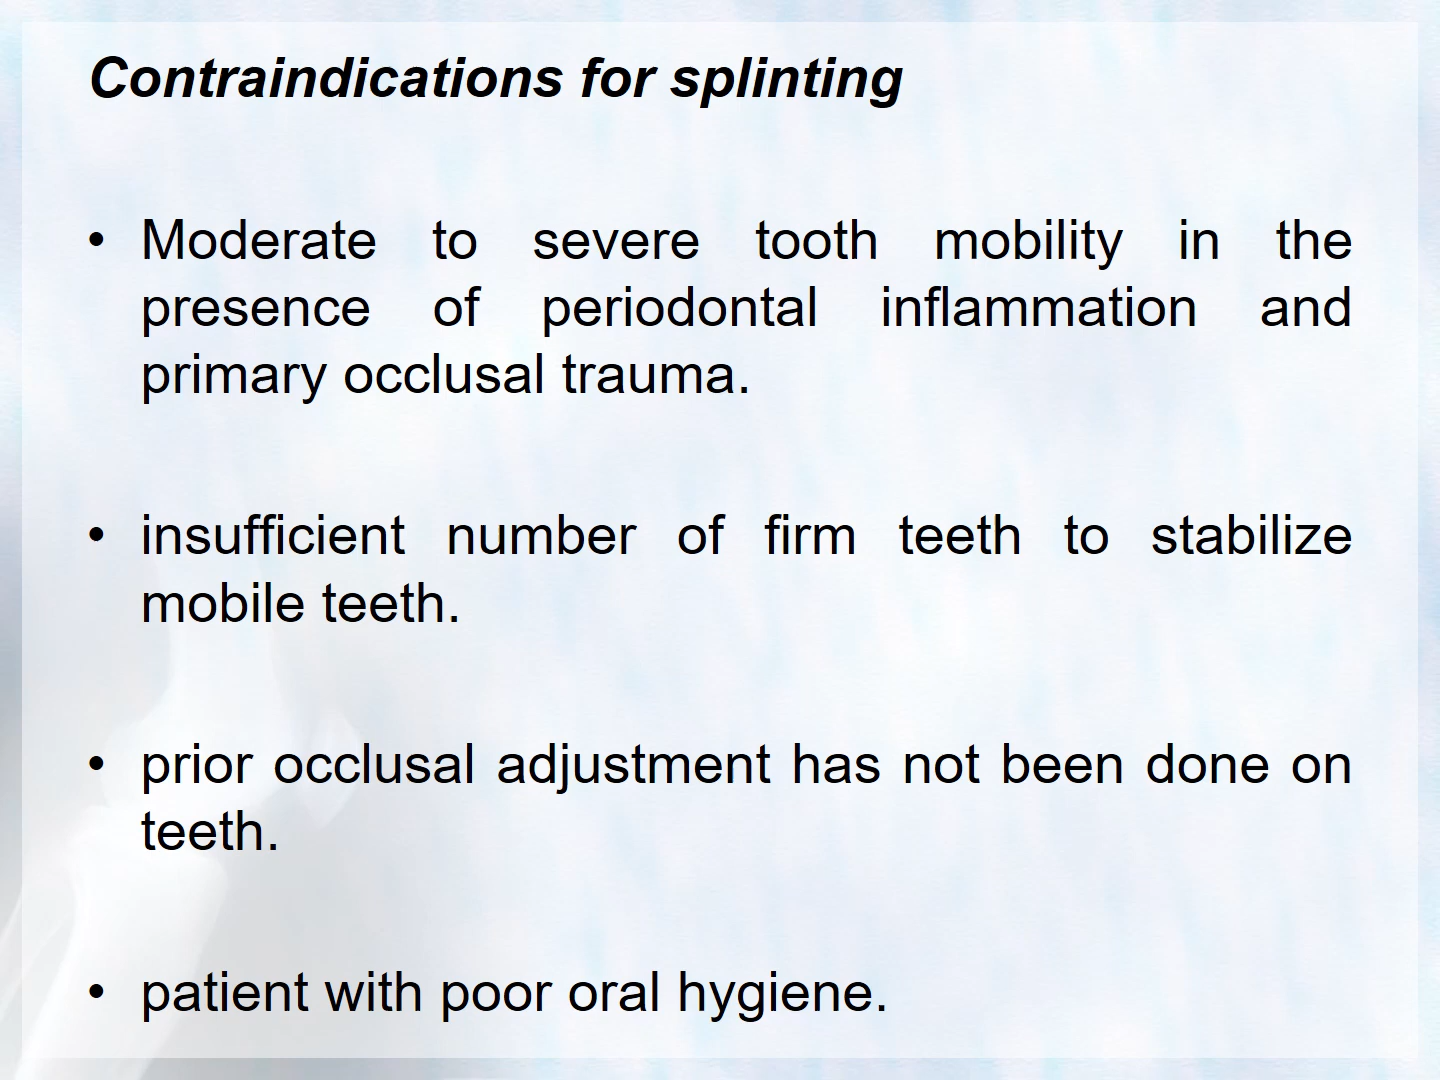 Contraindications for splinting
• Moderate to severe tooth mobility in the
presence of periodontal inflammation and
primary occlusal trauma.
• insufficient number of firm teeth to stabilize
mobile teeth.
• prior occlusal adjustment has not been done on
teeth.
• patient with poor oral hygiene.